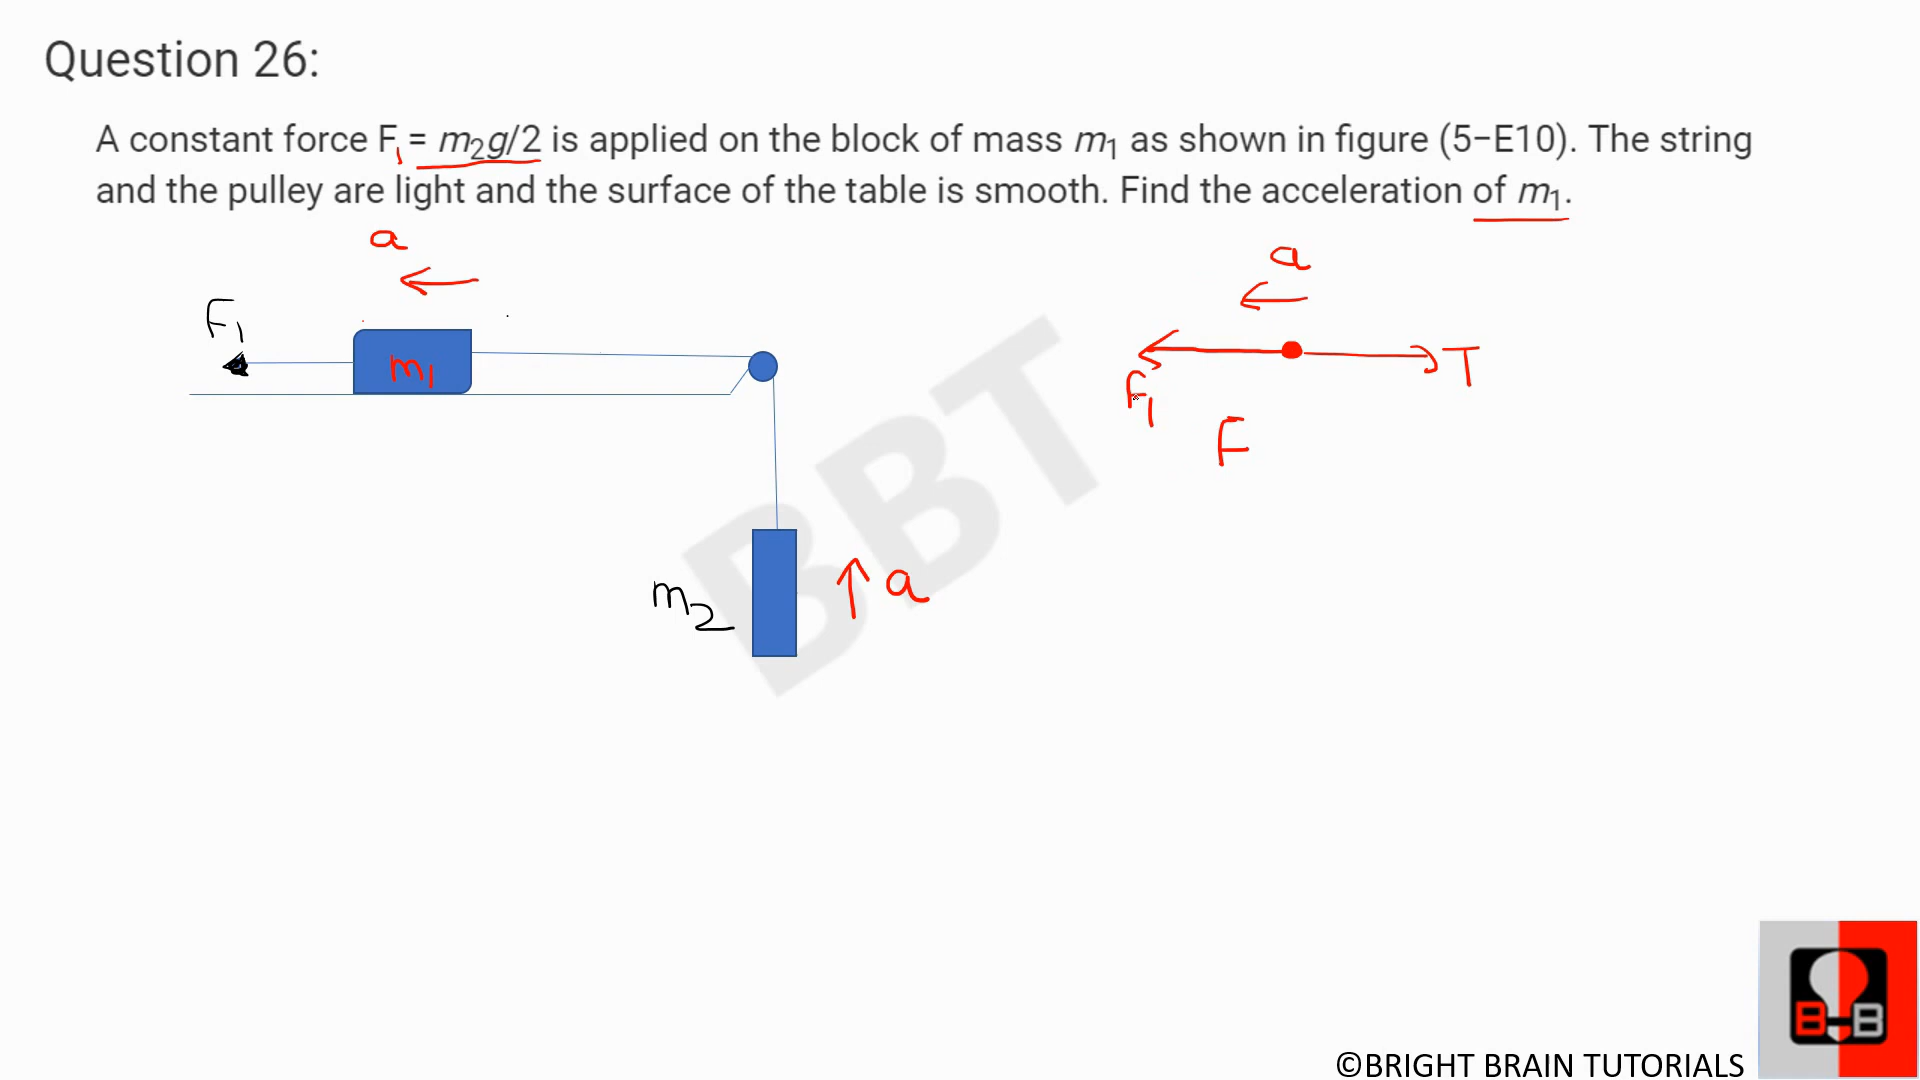 Question 26:
A constant force F₁ = m₂g/2 is applied on the block of mass m₁ as shown in figure (5−E10). The string
and the pulley are light and the surface of the table is smooth. Find the acceleration of m₁.
a
a
F₁
m₁
T
F₁
F
m₂
a
BBT
B B
©BRIGHT BRAIN TUTORIALS